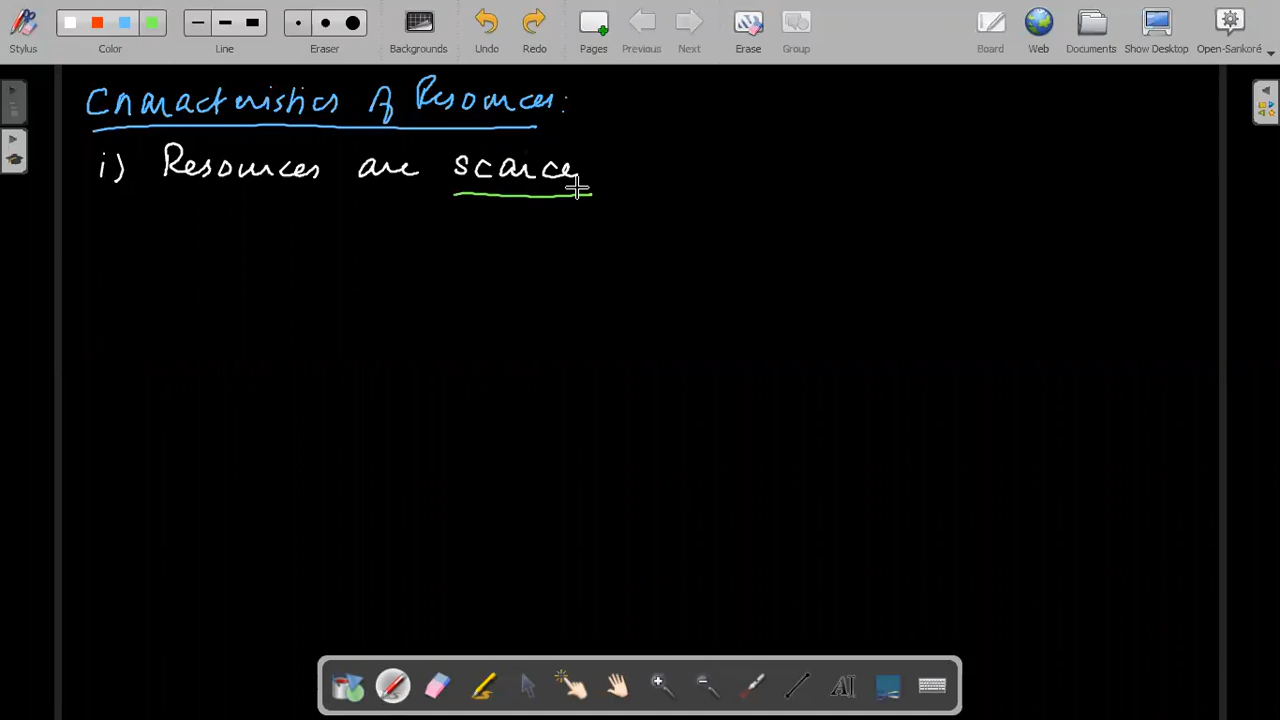 Stylus Color Line Eraser Backgrounds Undo Redo Pages Previous Next Erase Group Board Web Documents Show Desktop Open-Sankoré
Characteristics of Resources:
i) Resources are scarce
AI